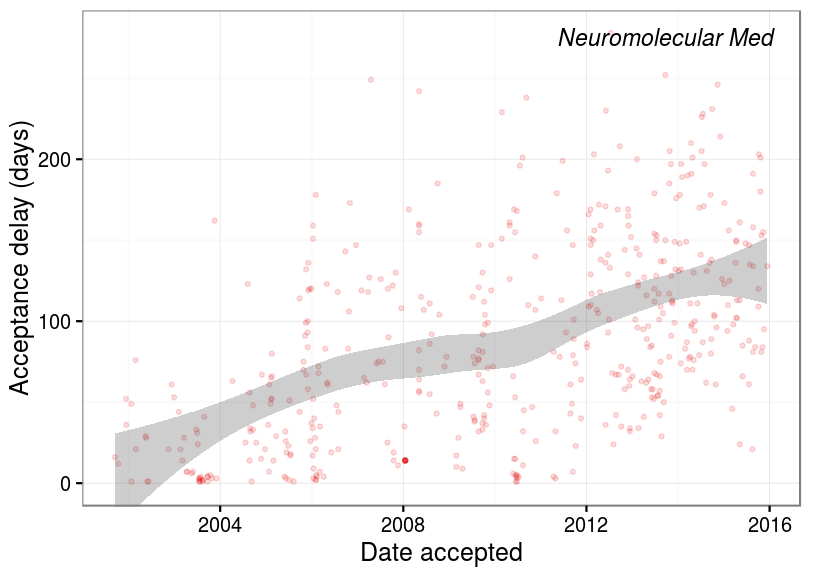 Neuromolecular Med
Acceptance delay (days)
200
100
0
2004 2008 2012 2016
Date accepted